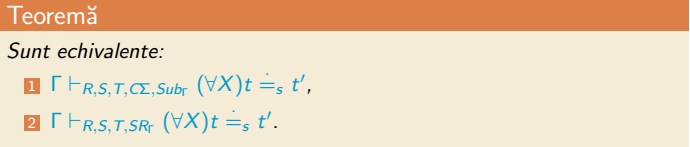 Teoremă
Sunt echivalente:
1 Γ ⊢R,S,T,CΣ,SubΓ (∀X)t ≐s t′,
2 Γ ⊢R,S,T,SRΓ (∀X)t ≐s t′.